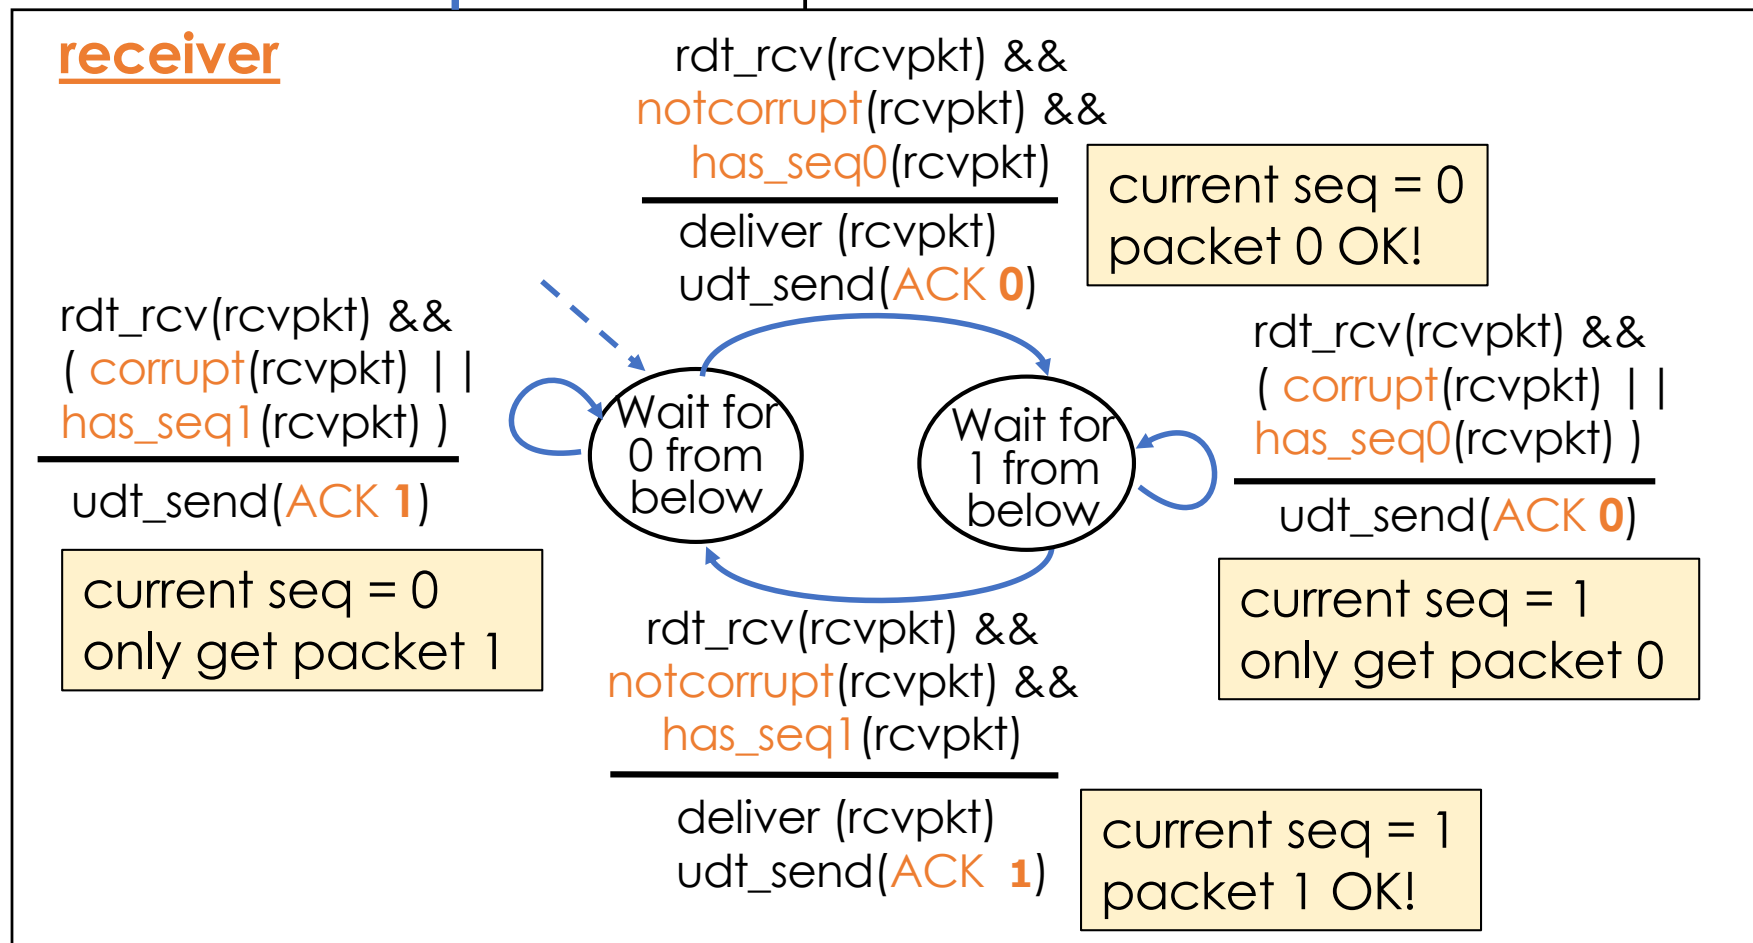 receiver
rdt_rcv(rcvpkt) &&
notcorrupt(rcvpkt) &&
has_seq0(rcvpkt)
deliver (rcvpkt)
udt_send(ACK 0)
current seq = 0
packet 0 OK!
rdt_rcv(rcvpkt) &&
( corrupt(rcvpkt) ||
has_seq1(rcvpkt) )
udt_send(ACK 1)
current seq = 0
only get packet 1
Wait for
0 from
below
Wait for
1 from
below
rdt_rcv(rcvpkt) &&
( corrupt(rcvpkt) ||
has_seq0(rcvpkt) )
udt_send(ACK 0)
current seq = 1
only get packet 0
rdt_rcv(rcvpkt) &&
notcorrupt(rcvpkt) &&
has_seq1(rcvpkt)
deliver (rcvpkt)
udt_send(ACK 1)
current seq = 1
packet 1 OK!